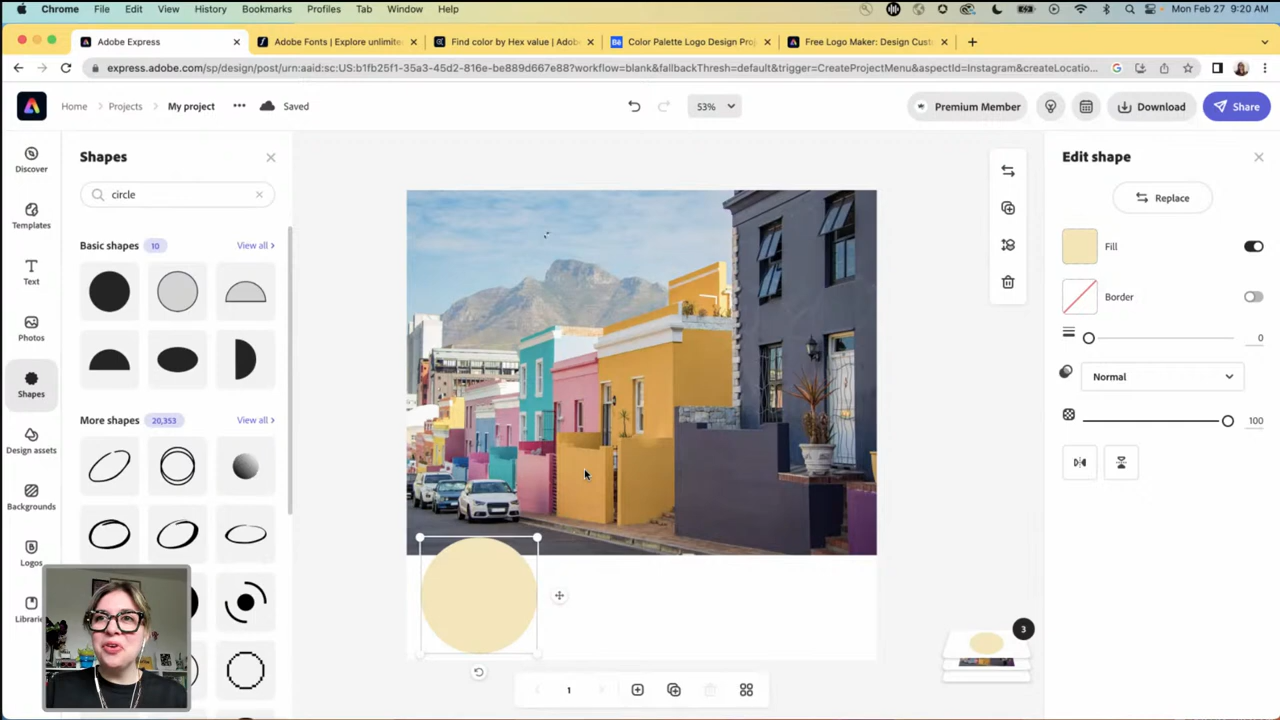 Chrome File Edit View History Bookmarks Profiles Tab Window Help
Mon Feb 27 9:20 AM
Adobe Express
Adobe Fonts | Explore unlimite
Find color by Hex value | Adob
Color Palette Logo Design Proj
Free Logo Maker: Design Cust
express.adobe.com/sp/design/post/urn:aaid:sc:US:b1fb25f1-35a3-45d2-816e-be889d667e88?workflow=blank&fallbackThresh=default&trigger=CreateProjectMenu&aspectId=Instagram&createLocatio...
Home > Projects > My project ••• Saved
53%
Premium Member
Download
Share
Discover
Templates
Text
Photos
Shapes
Design assets
Backgrounds
Logos
Librarie
Shapes
circle
Basic shapes 10 View all >
More shapes 20,353 View all >
1
3
Edit shape
Replace
Fill
Border
0
Normal
100